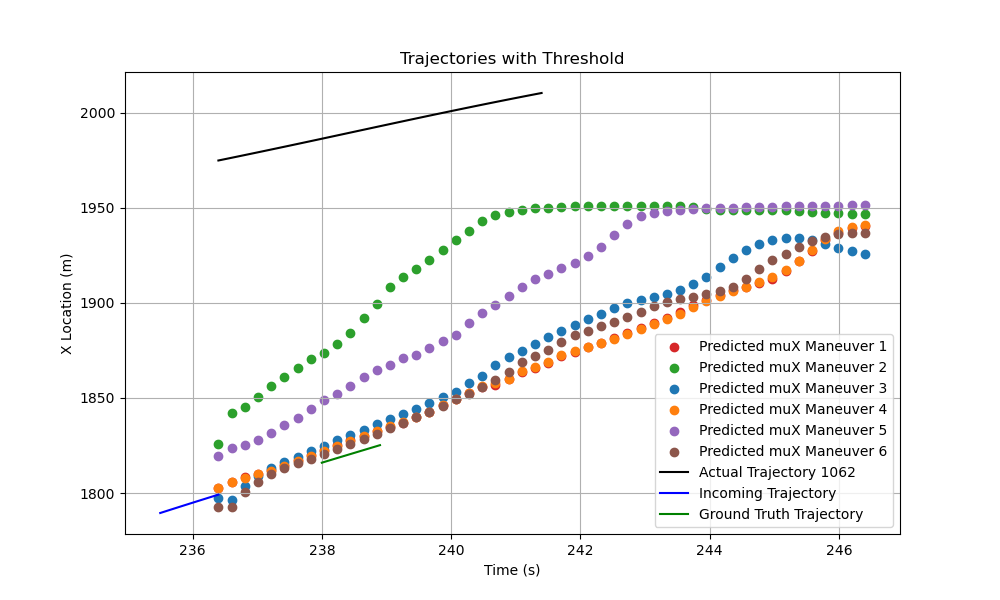 Trajectories with Threshold
X Location (m)
2000
1950
1900
1850
1800
236
238
240
242
244
246
Time (s)
Predicted muX Maneuver 1
Predicted muX Maneuver 2
Predicted muX Maneuver 3
Predicted muX Maneuver 4
Predicted muX Maneuver 5
Predicted muX Maneuver 6
Actual Trajectory 1062
Incoming Trajectory
Ground Truth Trajectory